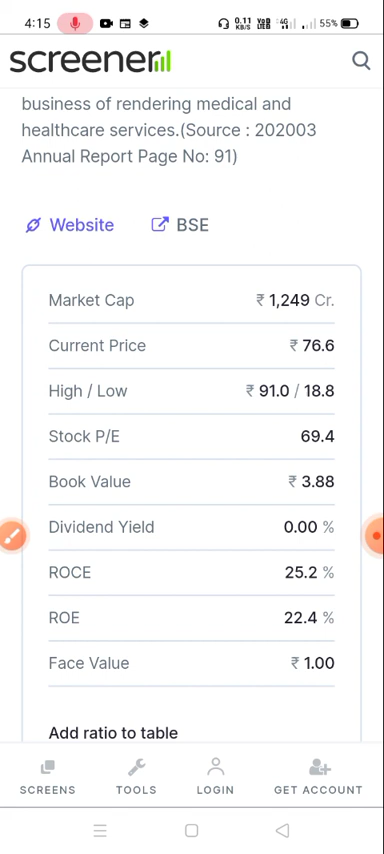 4:15 0.11 KB/S VoB LTEB 4G 55%
screener
business of rendering medical and
healthcare services.(Source : 202003
Annual Report Page No: 91)
Website BSE
Market Cap ₹ 1,249 Cr.
Current Price ₹ 76.6
High / Low ₹ 91.0 / 18.8
Stock P/E 69.4
Book Value ₹ 3.88
Dividend Yield 0.00 %
ROCE 25.2 %
ROE 22.4 %
Face Value ₹ 1.00
Add ratio to table
SCREENS TOOLS LOGIN GET ACCOUNT